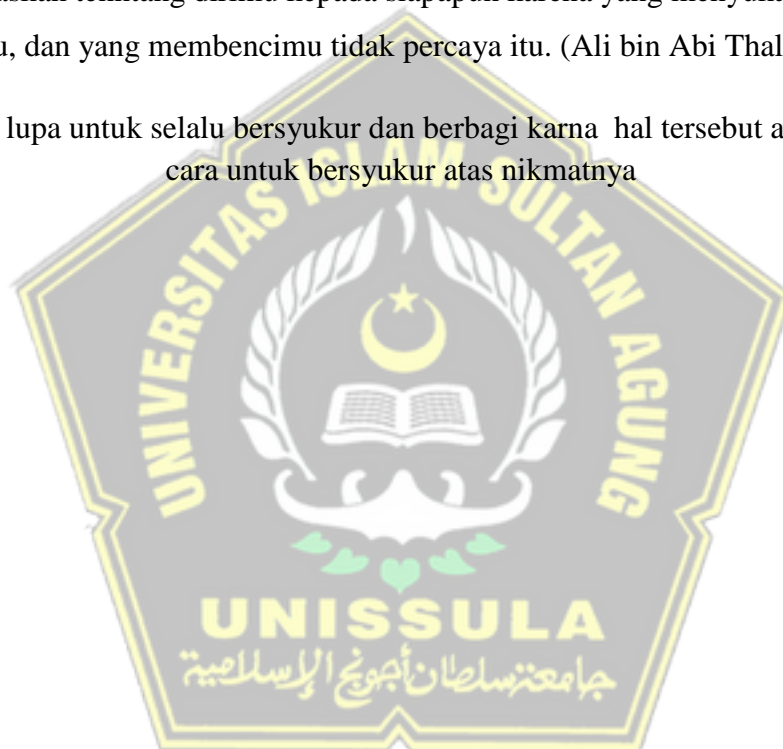 dirimu kepada siapapun karena yang
u, dan yang membencimu tidak percaya itu. (Ali bin Abi Thal
lupa untuk selalu bersyukur dan berbagi karna hal tersebut a
cara untuk bersyukur atas nikmatnya
UNIVERSITAS ISLAM SULTAN AGUNG
UNISSULA
جامعة سلطان أجونج الإسلامية